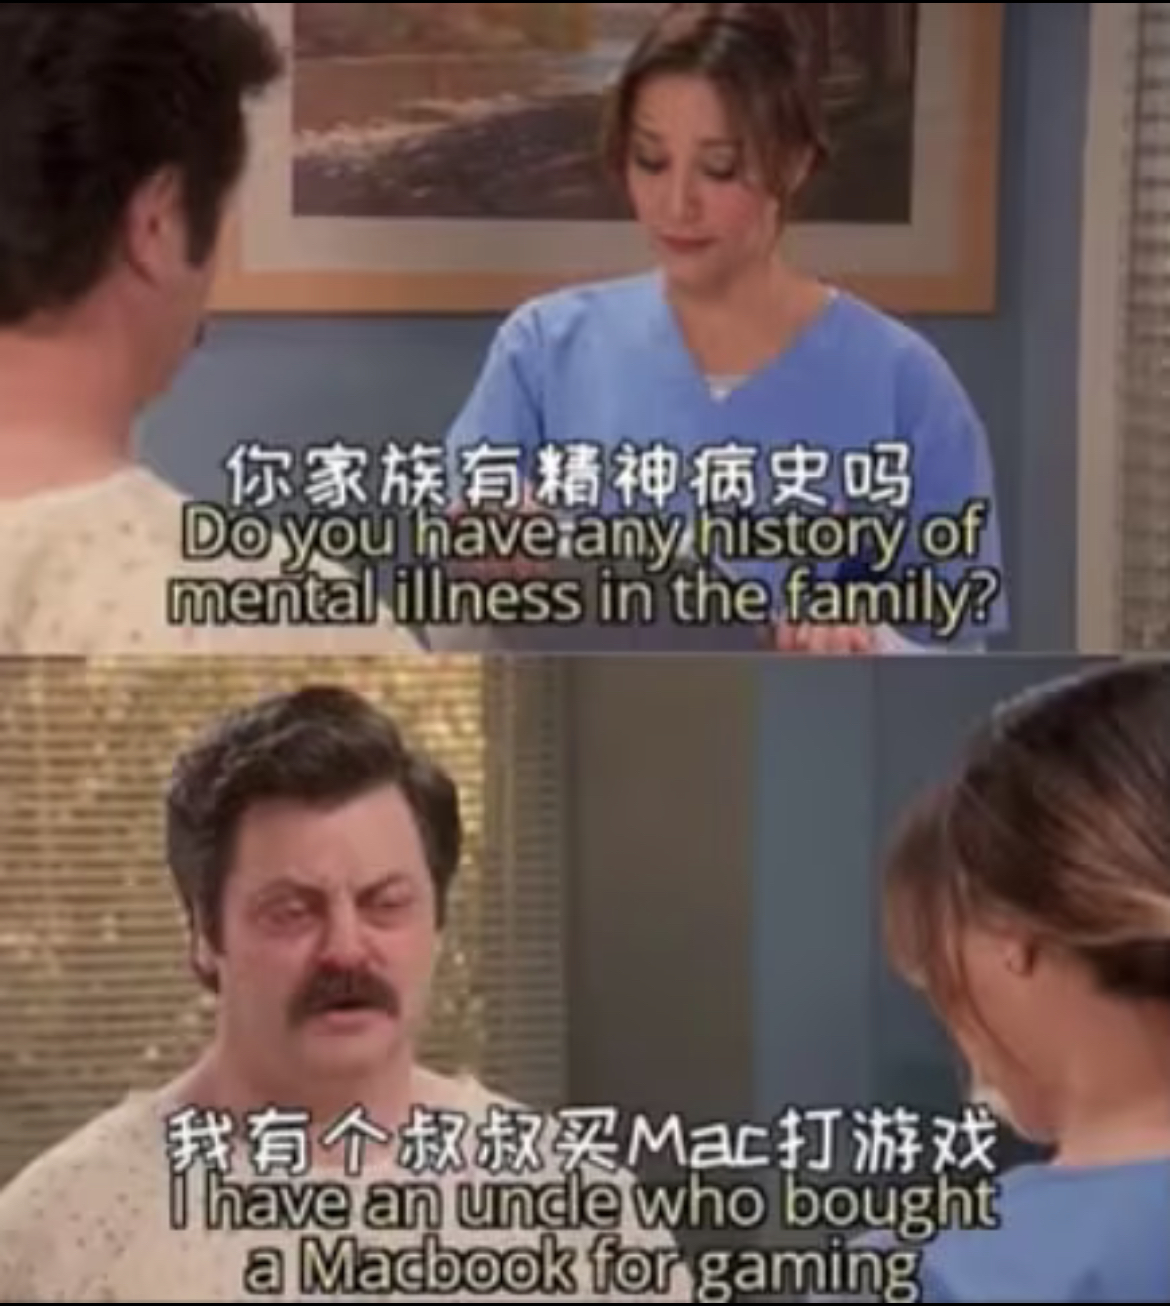 你家族有精神病史吗
Do you have any history of
mental illness in the family?
我有个叔叔买Mac打游戏
I have an uncle who bought
a Macbook for gaming